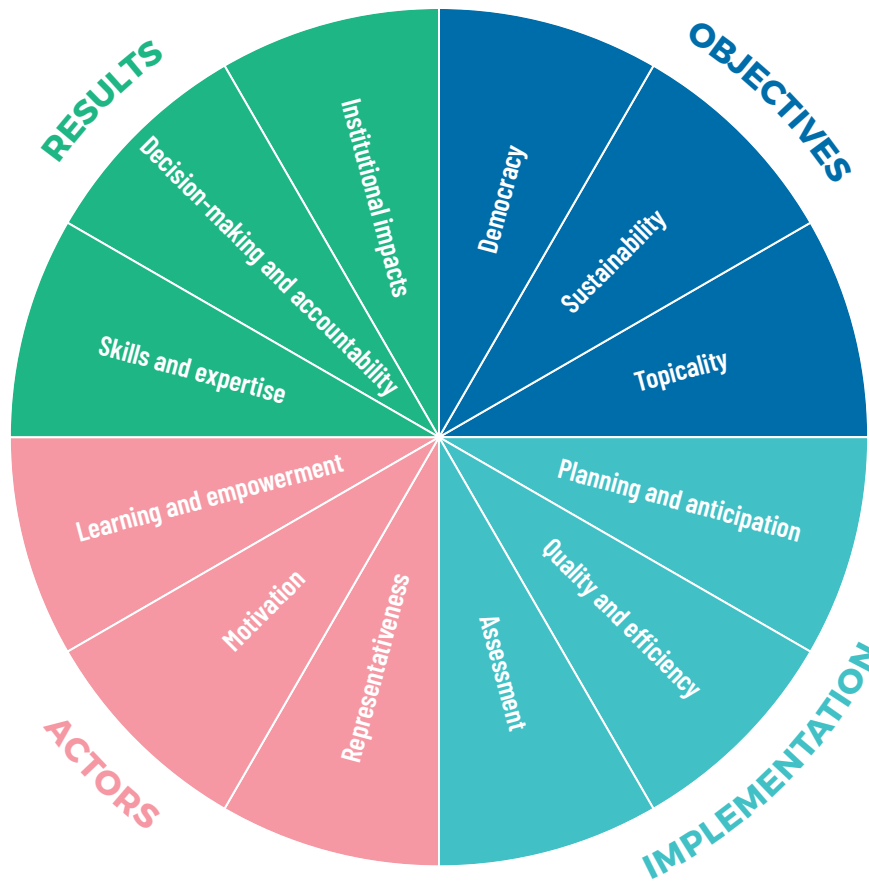 OBJECTIVES
Democracy
Sustainability
Topicality
IMPLEMENTATION
Planning and anticipation
Quality and efficiency
Assessment
ACTORS
Representativeness
Motivation
Learning and empowerment
RESULTS
Skills and expertise
Decision-making and accountability
Institutional impacts